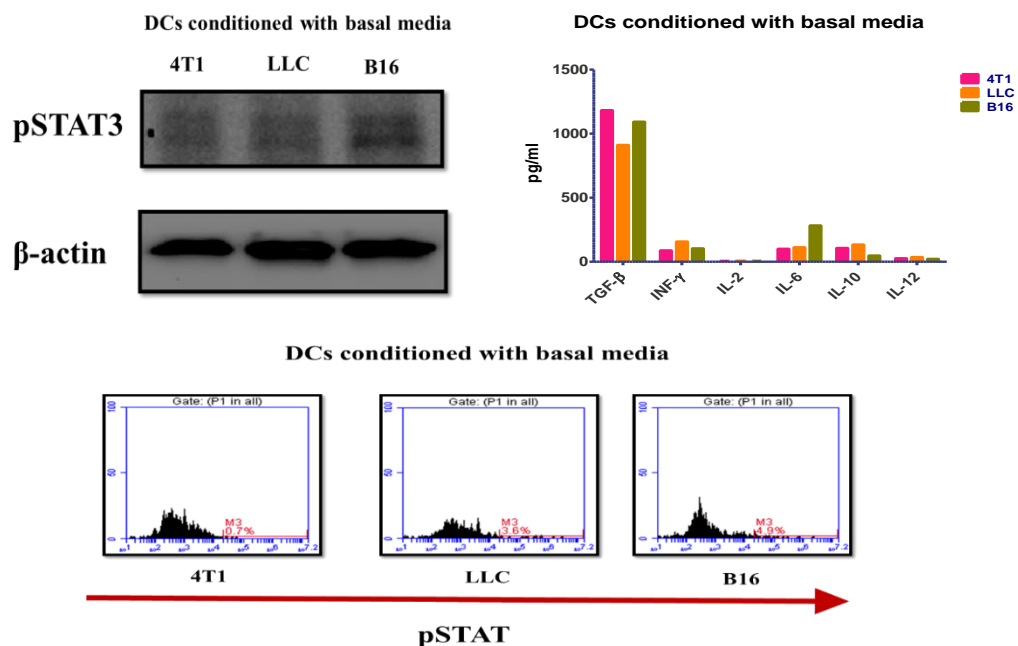 DCs conditioned with basal media
4T1 LLC B16
pSTAT3
β-actin
DCs conditioned with basal media
4T1
LLC
B16
pg/ml
1500
1000
500
0
TGF-β INF-γ IL-2 IL-6 IL-10 IL-12
DCs conditioned with basal media
Gate: (P1 in all)
100
50
0
M3
0.7%
Gate: (P1 in all)
100
50
0
M3
3.6%
Gate: (P1 in all)
100
50
0
M3
4.9%
4T1 LLC B16
pSTAT